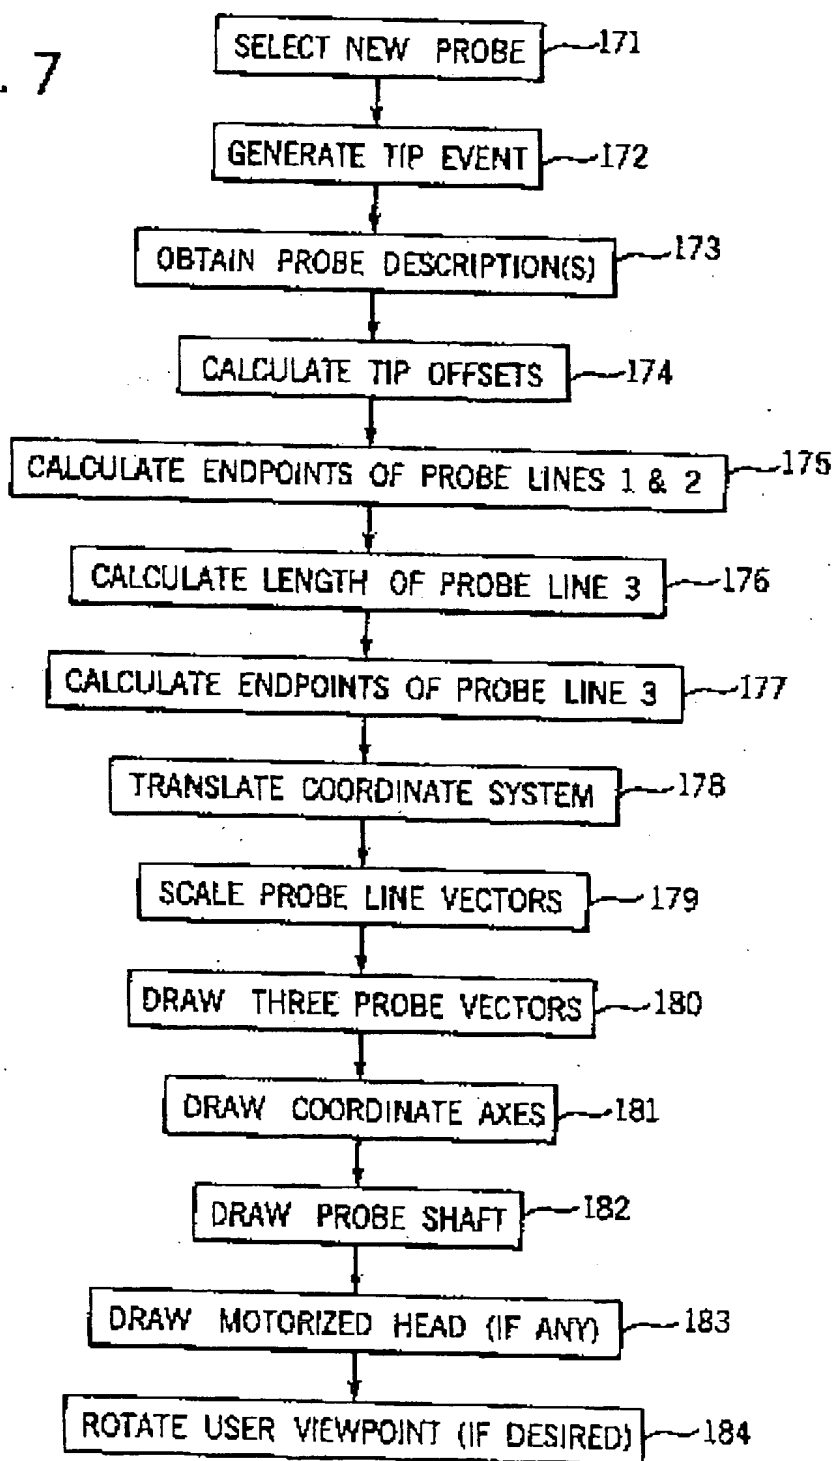 . 7
SELECT NEW PROBE 171
GENERATE TIP EVENT 172
OBTAIN PROBE DESCRIPTION(S) 173
CALCULATE TIP OFFSETS 174
CALCULATE ENDPOINTS OF PROBE LINES 1 & 2 175
CALCULATE LENGTH OF PROBE LINE 3 176
CALCULATE ENDPOINTS OF PROBE LINE 3 177
TRANSLATE COORDINATE SYSTEM 178
SCALE PROBE LINE VECTORS 179
DRAW THREE PROBE VECTORS 180
DRAW COORDINATE AXES 181
DRAW PROBE SHAFT 182
DRAW MOTORIZED HEAD (IF ANY) 183
ROTATE USER VIEWPOINT (IF DESIRED) 184